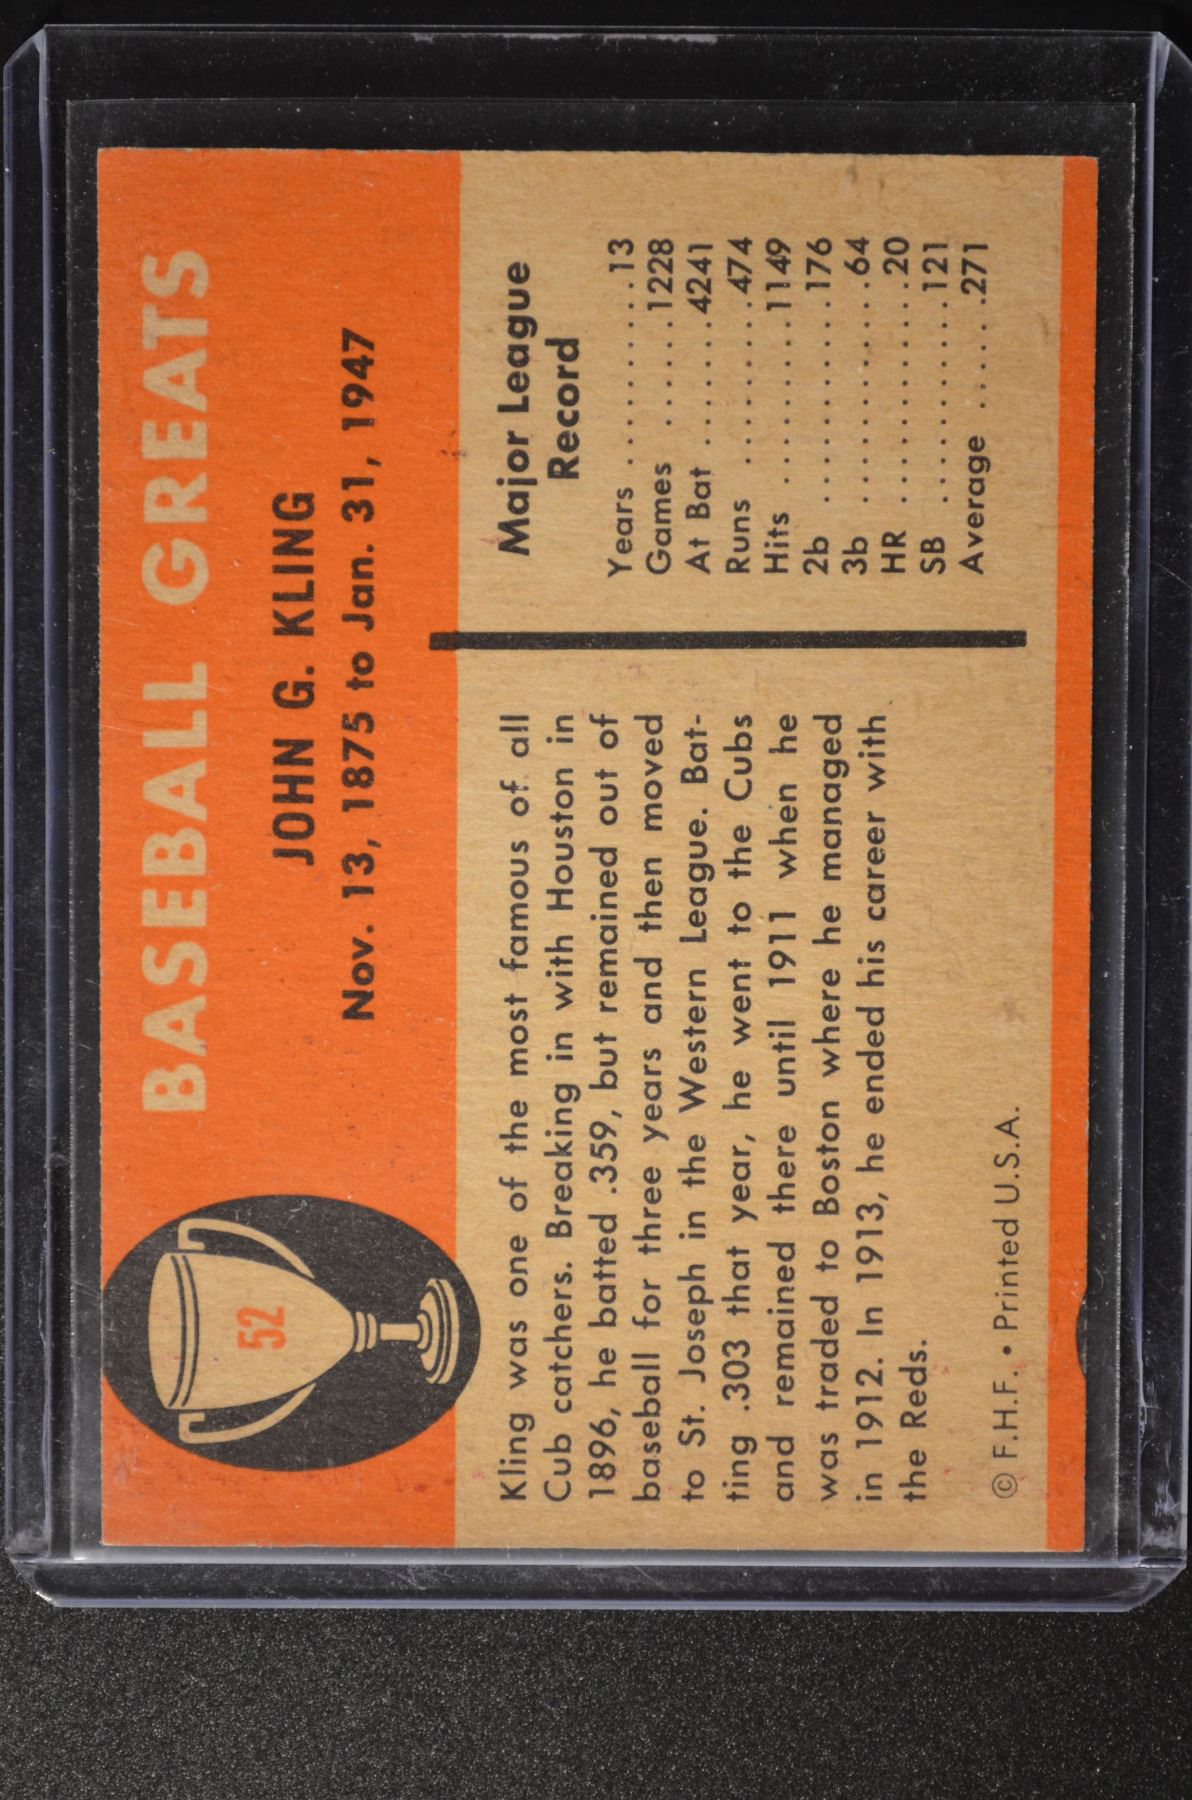 BASEBALL GREATS
JOHN G. KLING
Nov. 13, 1875 to Jan. 31, 1947
52
Kling was one of the most famous of all
Cub catchers. Breaking in with Houston in
1896, he batted .359, but remained out of
baseball for three years and then moved
to St. Joseph in the Western League. Bat-
ting .303 that year, he went to the Cubs
and remained there until 1911 when he
was traded to Boston where he managed
in 1912. In 1913, he ended his career with
the Reds.
© F.H.F. • Printed U.S.A.
Major League
Record
Years ..........13
Games ......1228
At Bat .......4241
Runs .........474
Hits ..........1149
2b ...........176
3b ............64
HR ...........20
SB ..........121
Average ......271